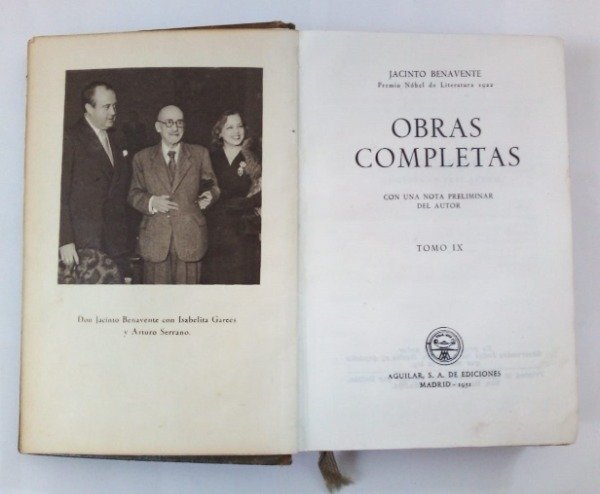 Don Jacinto Benavente con Isabelita Garcés
y Arturo Serrano.
JACINTO BENAVENTE
Premio Nóbel de Literatura 1922
OBRAS
COMPLETAS
CON UNA NOTA PRELIMINAR
DEL AUTOR
TOMO IX
AGUILAR, S. A. DE EDICIONES
MADRID - 1951